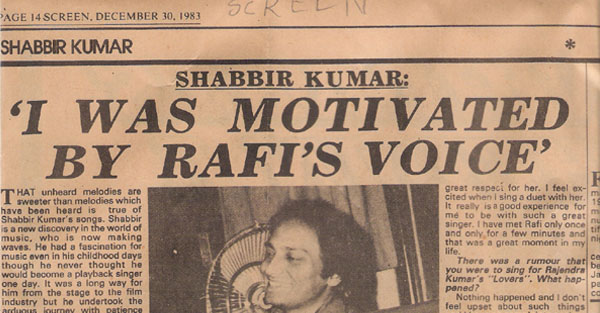 SCREEN
PAGE 14 SCREEN, DECEMBER 30, 1983
SHABBIR KUMAR
*
SHABBIR KUMAR:
'I WAS MOTIVATED
BY RAFI'S VOICE'
THAT unheard melodies are
sweeter than melodies which
have been heard is true of
Shabbir Kumar's songs. Shabbir
is a new discovery in the world of
music, who is now making
waves. He had a fascination for
music even in his childhood days
though he never thought he
would become a playback singer
one day. It was a long way for
him from the stage to the film
industry but he undertook the
arduous journey with patience
great respect for her. I feel ex-
cited when I sing a duet with her.
It really is a good experience for
me to be with such a great
singer. I have met Rafi only once
and only, for a few minutes and
that was a great moment in my
life.
There was a rumour that
you were to sing for Rajendra
Kumar's "Lovers". What hap-
pened?
Nothing happened and I don't
feel upset about such things